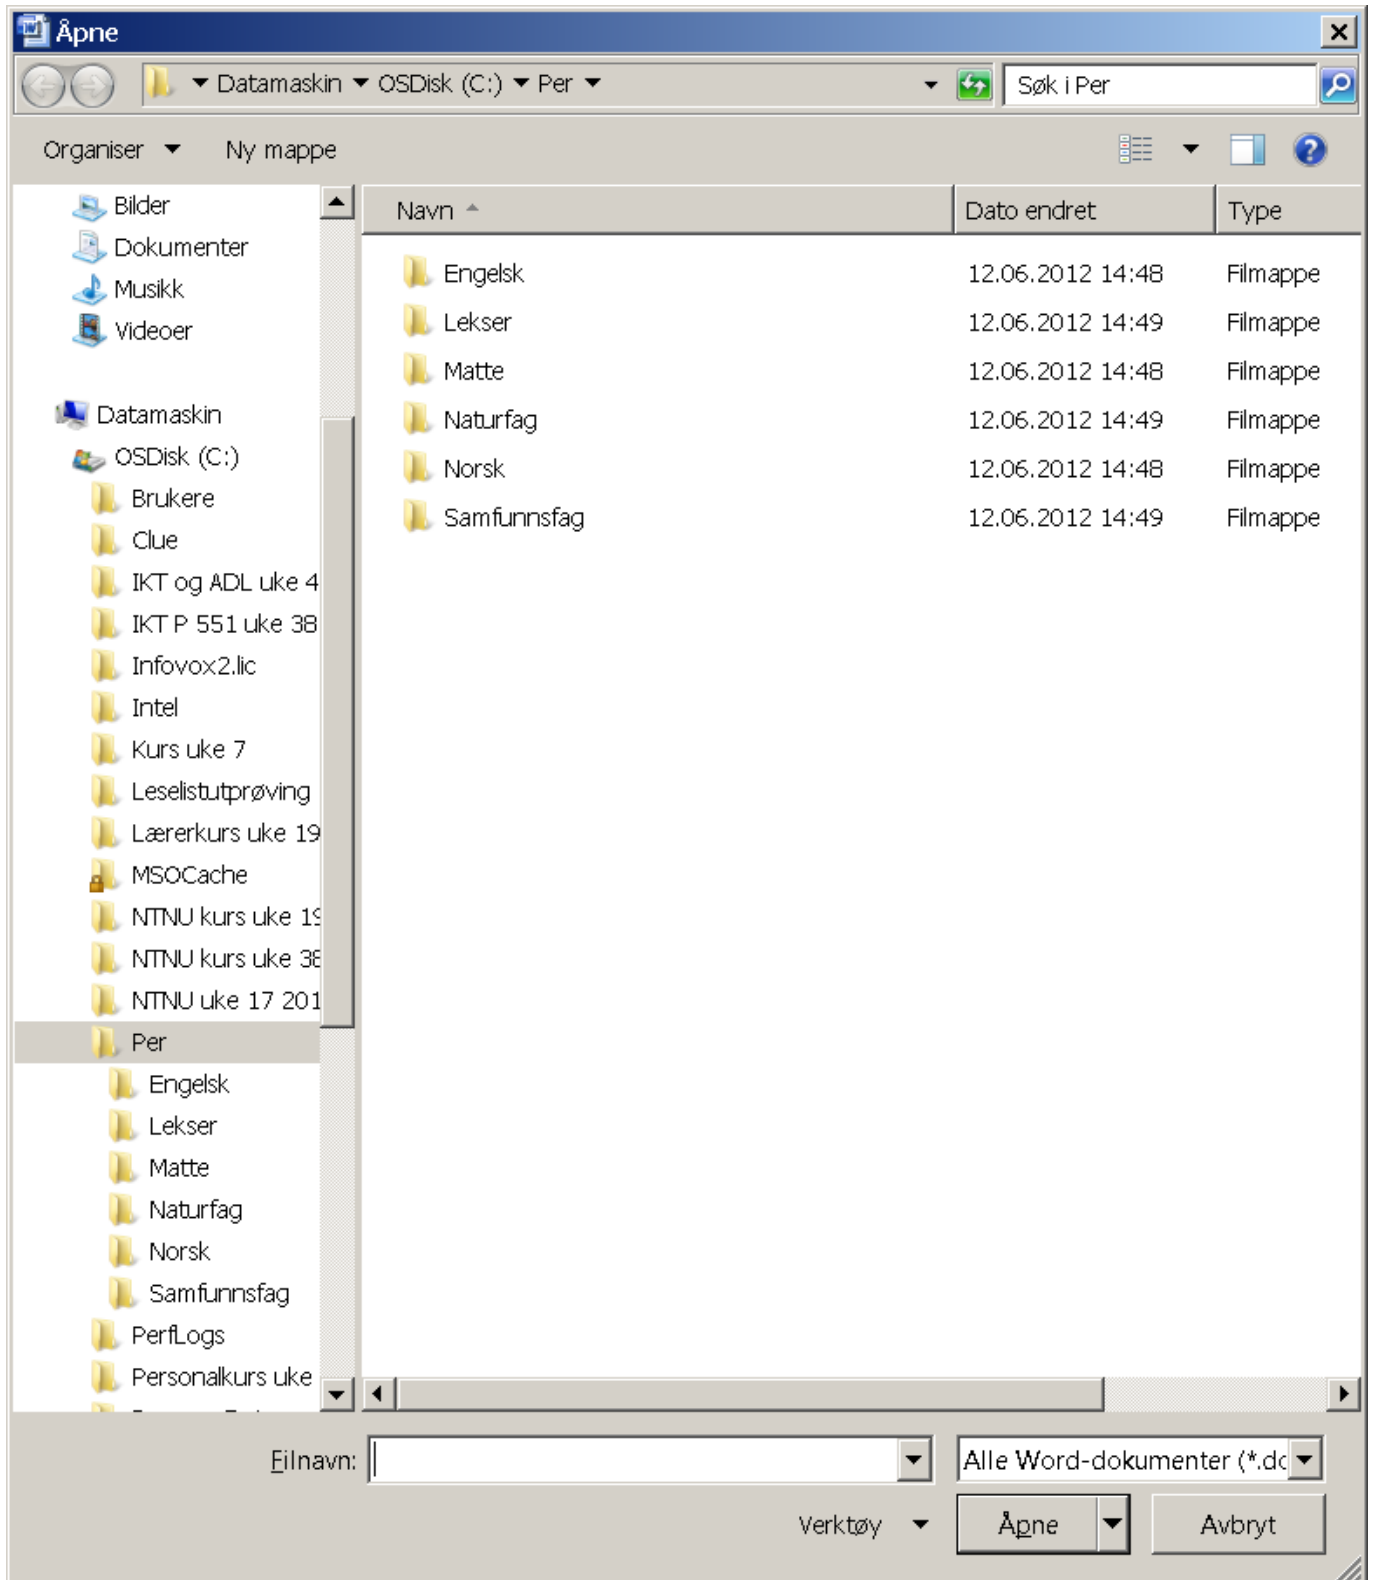 Åpne
Datamaskin OSDisk (C:) Per
Søk i Per
Organiser Ny mappe
Bilder
Dokumenter
Musikk
Videoer
Datamaskin
OSDisk (C:)
Brukere
Clue
IKT og ADL uke 4
IKT P 551 uke 38
Infovox2.lic
Intel
Kurs uke 7
Leselistutprøving
Lærerkurs uke 19
MSOCache
NTNU kurs uke 19
NTNU kurs uke 38
NTNU uke 17 201
Per
Engelsk
Lekser
Matte
Naturfag
Norsk
Samfunnsfag
PerfLogs
Personalkurs uke
Navn Dato endret Type
Engelsk 12.06.2012 14:48 Filmappe
Lekser 12.06.2012 14:49 Filmappe
Matte 12.06.2012 14:48 Filmappe
Naturfag 12.06.2012 14:49 Filmappe
Norsk 12.06.2012 14:48 Filmappe
Samfunnsfag 12.06.2012 14:49 Filmappe
Filnavn:
Alle Word-dokumenter (*.dc
Verktøy Åpne Avbryt